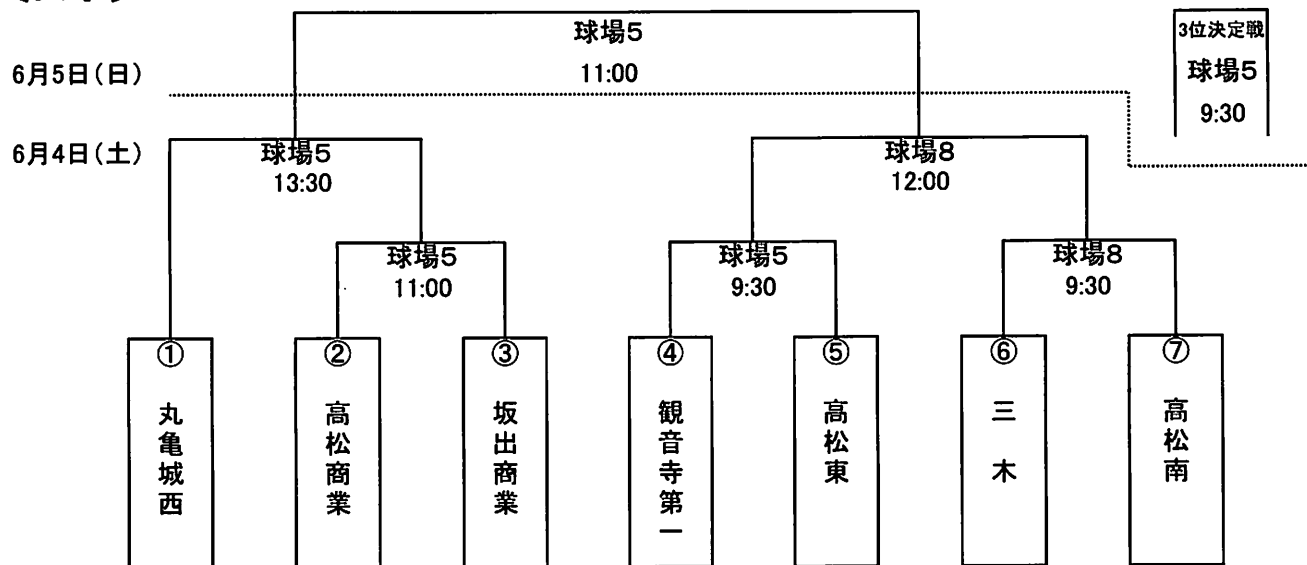 球場5
3位決定戦
6月5日(日)
11:00
球場5
9:30
6月4日(土)
球場5
13:30
球場8
12:00
球場5
11:00
球場5
9:30
球場8
9:30
①
丸亀城西
②
高松商業
③
坂出商業
④
観音寺第一
⑤
高松東
⑥
三木
⑦
高松南